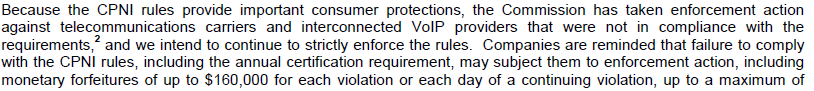 Because the CPNI rules provide important consumer protections, the Commission has taken enforcement action
against telecommunications carriers and interconnected VoIP providers that were not in compliance with the
requirements,² and we intend to continue to strictly enforce the rules.  Companies are reminded that failure to comply
with the CPNI rules, including the annual certification requirement, may subject them to enforcement action, including
monetary forfeitures of up to $160,000 for each violation or each day of a continuing violation, up to a maximum of